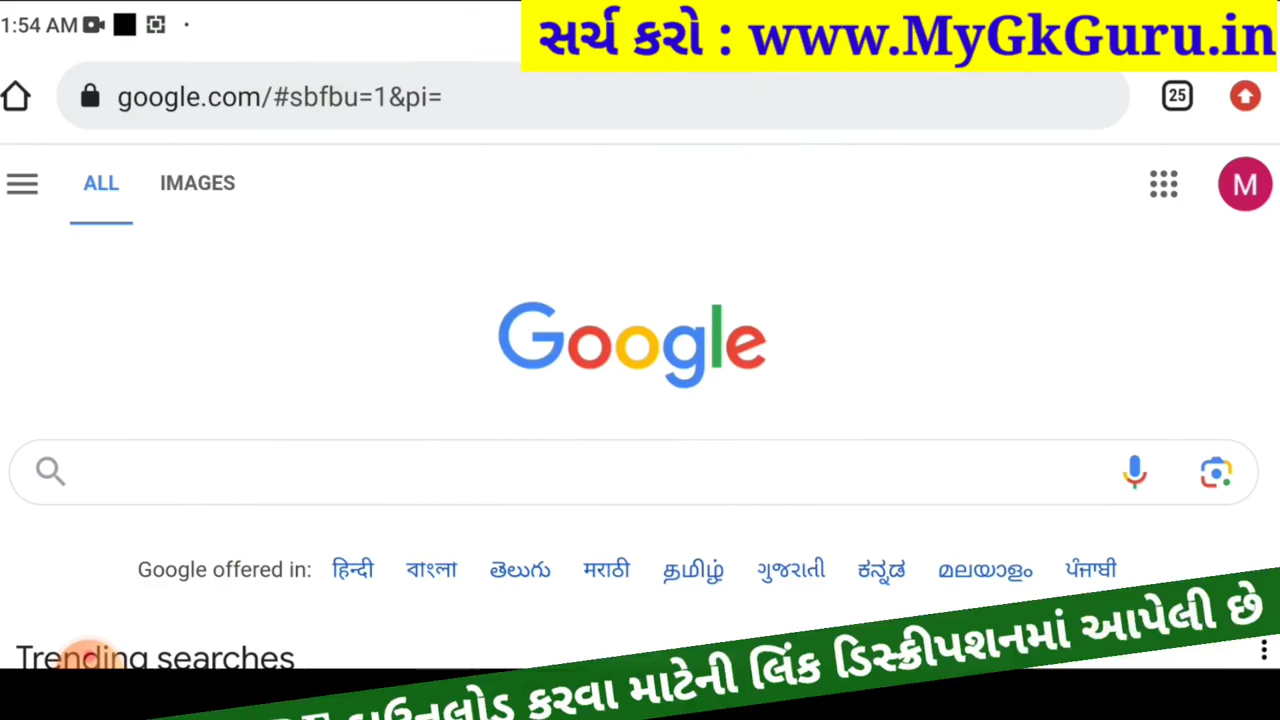 1:54 AM
સર્ચ કરો : www.MyGkGuru.in
google.com/#sbfbu=1&pi=
25
ALL IMAGES
M
Google
Google offered in: हिन्दी বাংলা తెలుగు मराठी தமிழ் ગુજરાતી ಕನ್ನಡ മലയാളം ਪੰਜਾਬੀ
Trending searches
કરવા માટેની લિંક ડિસ્ક્રીપશનમાં આપેલી છે